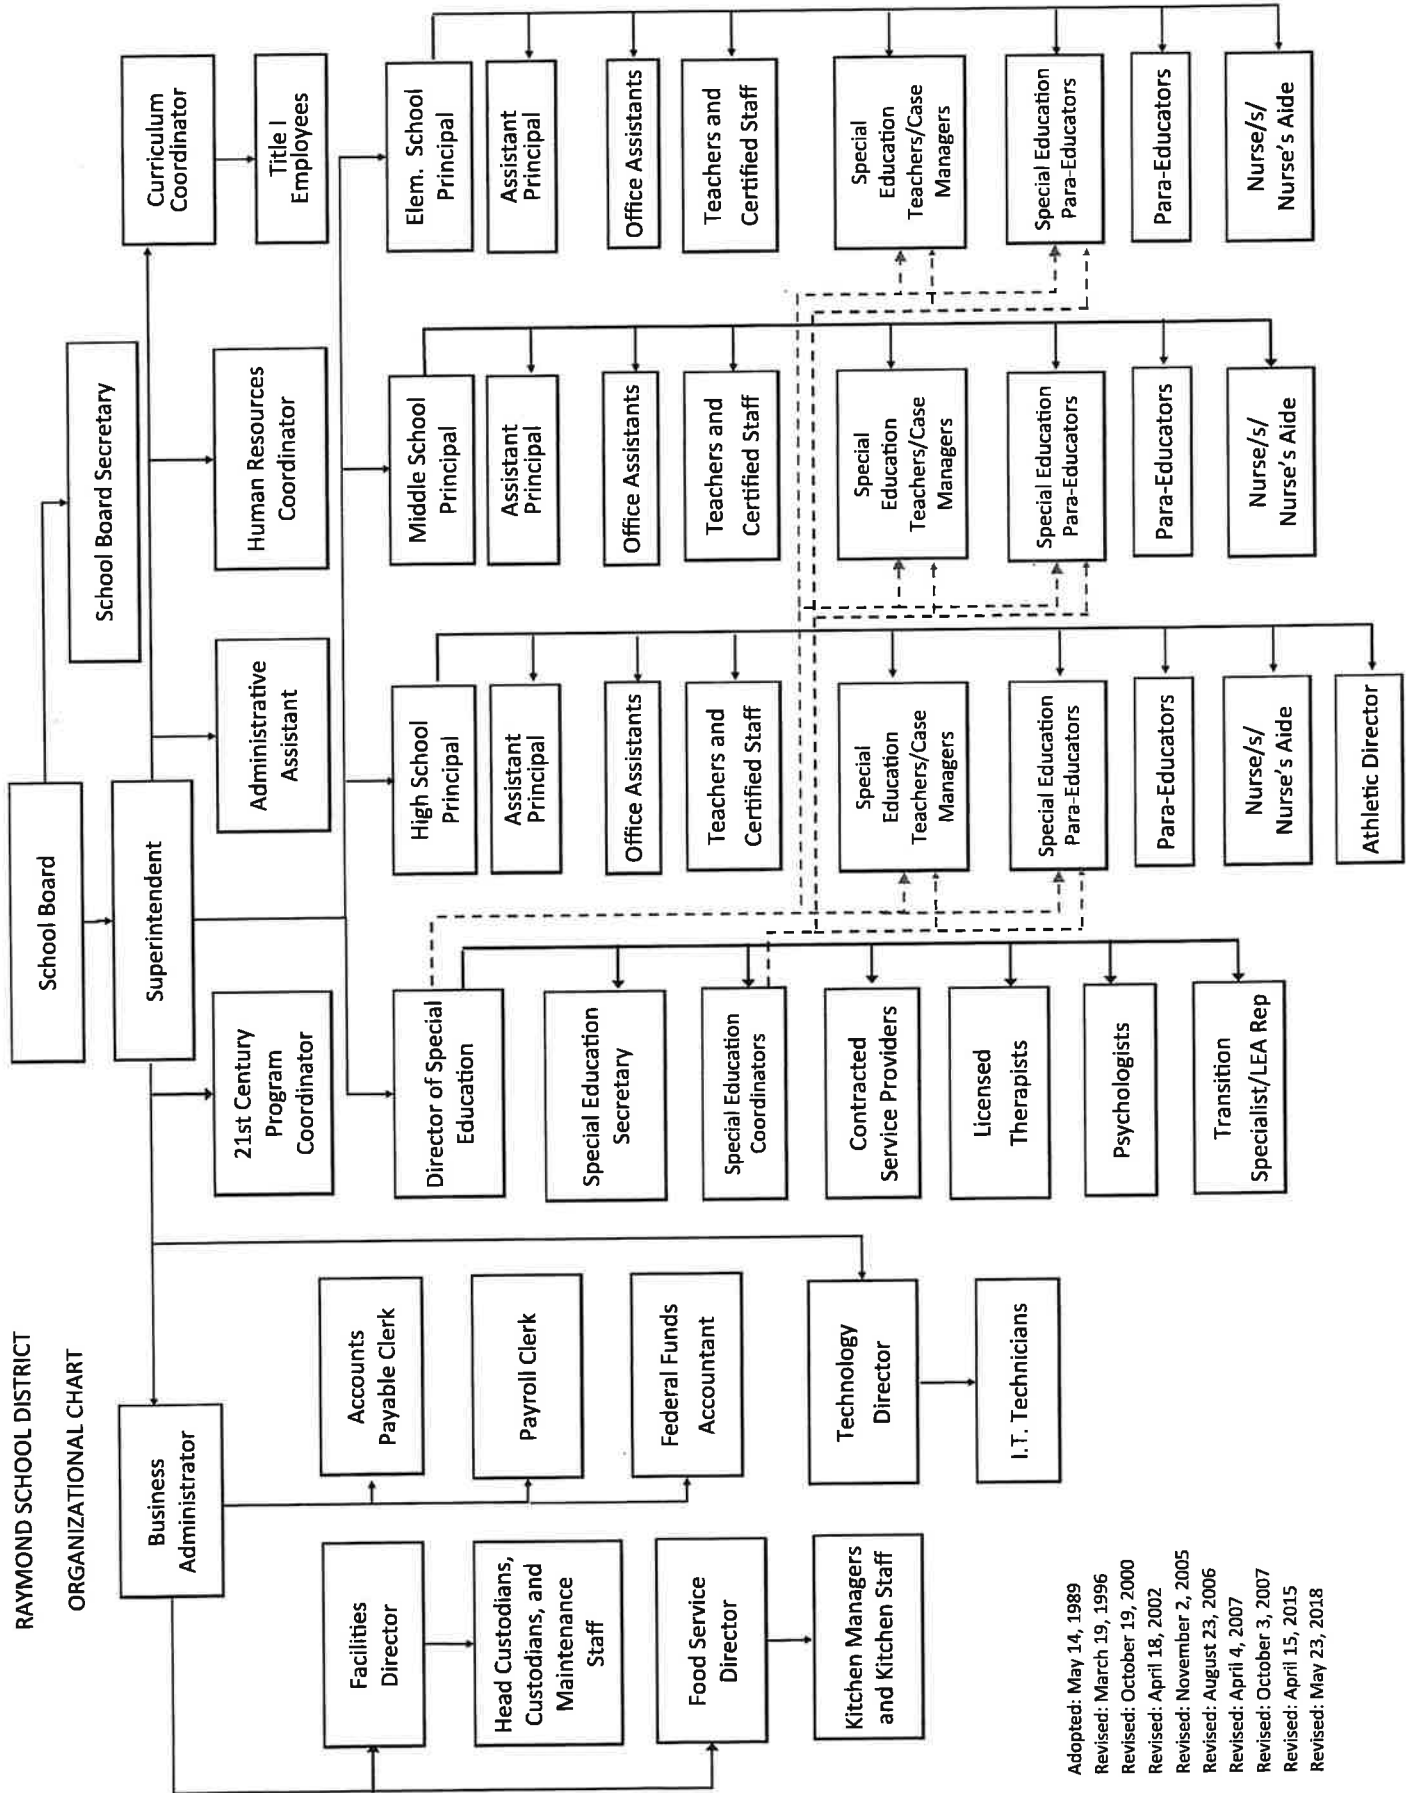 RAYMOND SCHOOL DISTRICT
ORGANIZATIONAL CHART
School Board
School Board Secretary
Superintendent
Business
Administrator
21st Century
Program
Coordinator
Administrative
Assistant
Human Resources
Coordinator
Curriculum
Coordinator
Title I
Employees
Facilities
Director
Head Custodians,
Custodians, and
Maintenance
Staff
Food Service
Director
Kitchen Managers
and Kitchen Staff
Accounts
Payable Clerk
Payroll Clerk
Federal Funds
Accountant
Technology
Director
I.T. Technicians
Director of Special
Education
Special Education
Secretary
Special Education
Coordinators
Contracted
Service Providers
Licensed
Therapists
Psychologists
Transition
Specialist/LEA Rep
High School
Principal
Assistant
Principal
Office Assistants
Teachers and
Certified Staff
Special
Education
Teachers/Case
Managers
Special Education
Para-Educators
Para-Educators
Nurse/s/
Nurse's Aide
Athletic Director
Middle School
Principal
Assistant
Principal
Office Assistants
Teachers and
Certified Staff
Special
Education
Teachers/Case
Managers
Special Education
Para-Educators
Para-Educators
Nurse/s/
Nurse's Aide
Elem. School
Principal
Assistant
Principal
Office Assistants
Teachers and
Certified Staff
Special
Education
Teachers/Case
Managers
Special Education
Para-Educators
Para-Educators
Nurse/s/
Nurse's Aide
Adopted: May 14, 1989
Revised: March 19, 1996
Revised: October 19, 2000
Revised: April 18, 2002
Revised: November 2, 2005
Revised: August 23, 2006
Revised: April 4, 2007
Revised: October 3, 2007
Revised: April 15, 2015
Revised: May 23, 2018